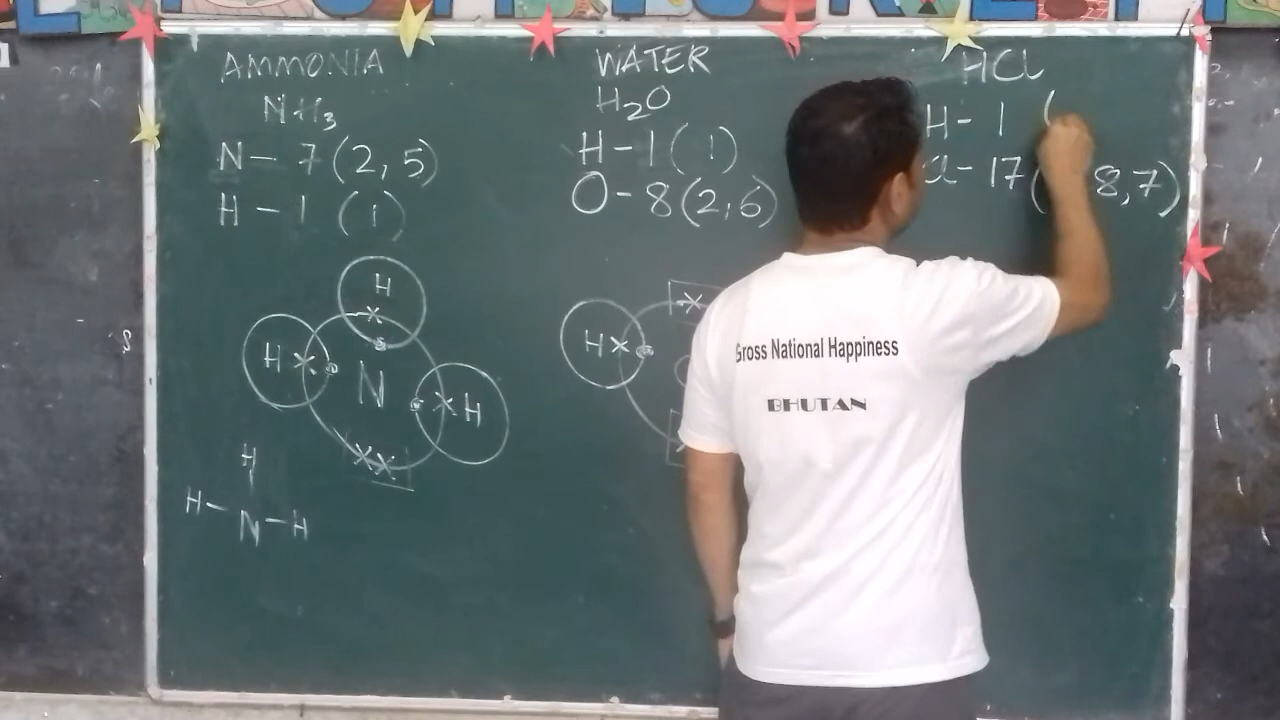 AMMONIA
NH3
N - 7 (2, 5)
H - 1 (1)
H
H
N
H
H
H - N - H
WATER
H2O
H - 1 (1)
O - 8 (2, 6)
H
HCl
H - 1 (
Cl - 17 ( 8, 7)
Gross National Happiness
BHUTAN